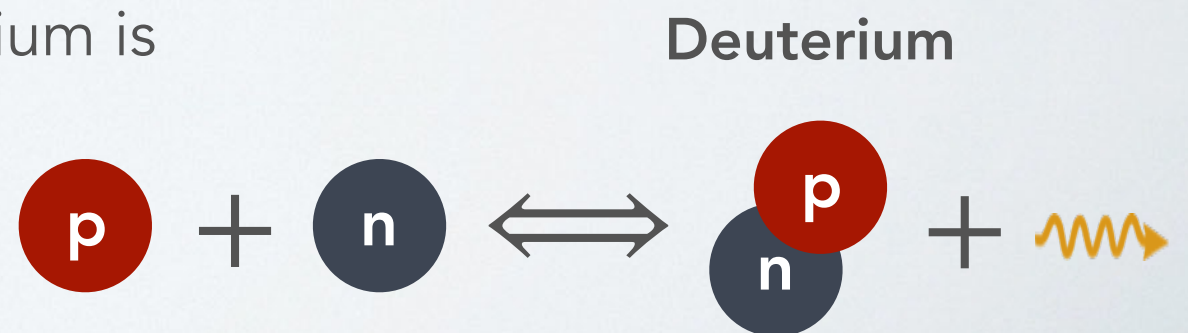 ium is
Deuterium
p + n ⟺ p + 
n